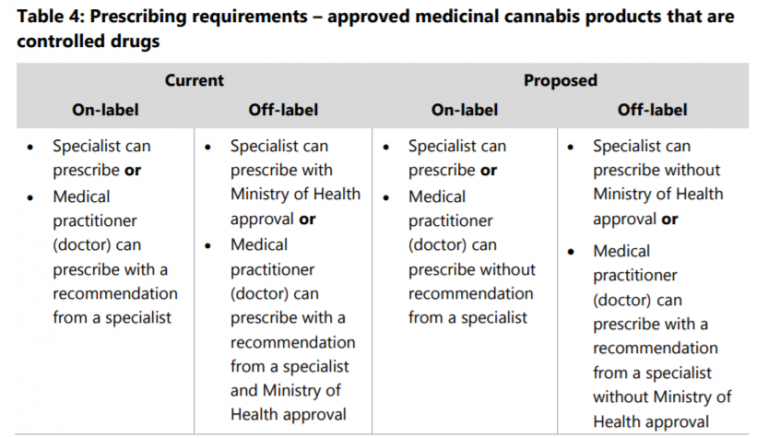 Table 4: Prescribing requirements – approved medicinal cannabis products that are
controlled drugs
Current
Proposed
On-label
Off-label
On-label
Off-label
• Specialist can
prescribe or
• Medical
practitioner
(doctor) can
prescribe with a
recommendation
from a specialist
• Specialist can
prescribe with
Ministry of Health
approval or
• Medical
practitioner
(doctor) can
prescribe with a
recommendation
from a specialist
and Ministry of
Health approval
• Specialist can
prescribe or
• Medical
practitioner
(doctor) can
prescribe without
recommendation
from a specialist
• Specialist can
prescribe without
Ministry of Health
approval or
• Medical
practitioner
(doctor) can
prescribe with a
recommendation
from a specialist
without Ministry of
Health approval